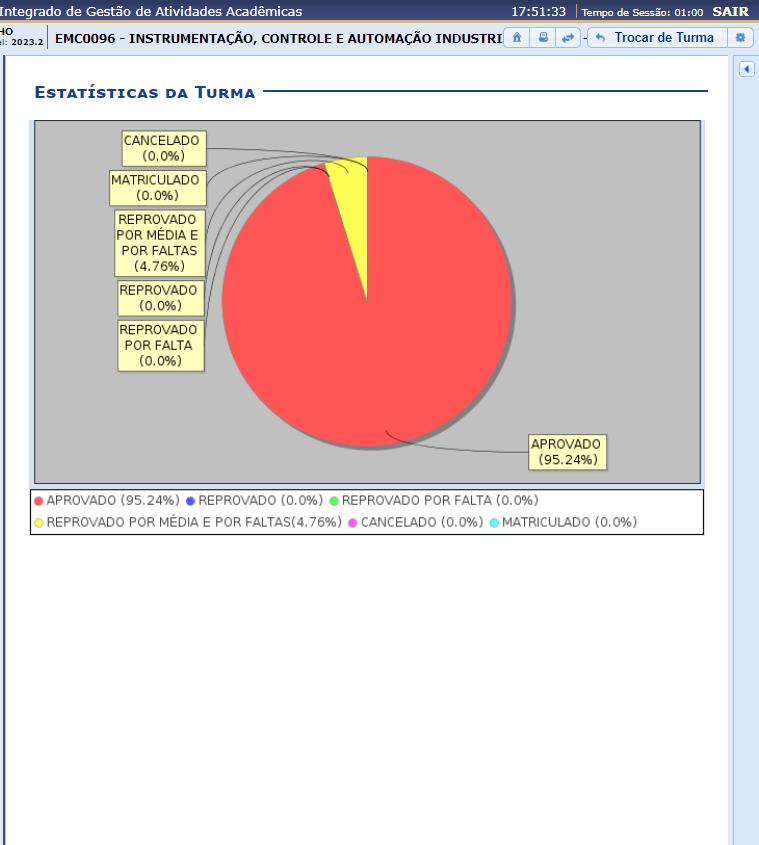 Integrado de Gestão de Atividades Acadêmicas 17:51:33 Tempo de Sessão: 01:00 SAIR
2023.2 EMC0096 - INSTRUMENTAÇÃO, CONTROLE E AUTOMAÇÃO INDUSTRI - Trocar de Turma
Estatísticas da Turma
CANCELADO
(0.0%)
MATRICULADO
(0.0%)
REPROVADO
POR MÉDIA E
POR FALTAS
(4.76%)
REPROVADO
(0.0%)
REPROVADO
POR FALTA
(0.0%)
APROVADO
(95.24%)
APROVADO (95.24%) REPROVADO (0.0%) REPROVADO POR FALTA (0.0%)
REPROVADO POR MÉDIA E POR FALTAS(4.76%) CANCELADO (0.0%) MATRICULADO (0.0%)